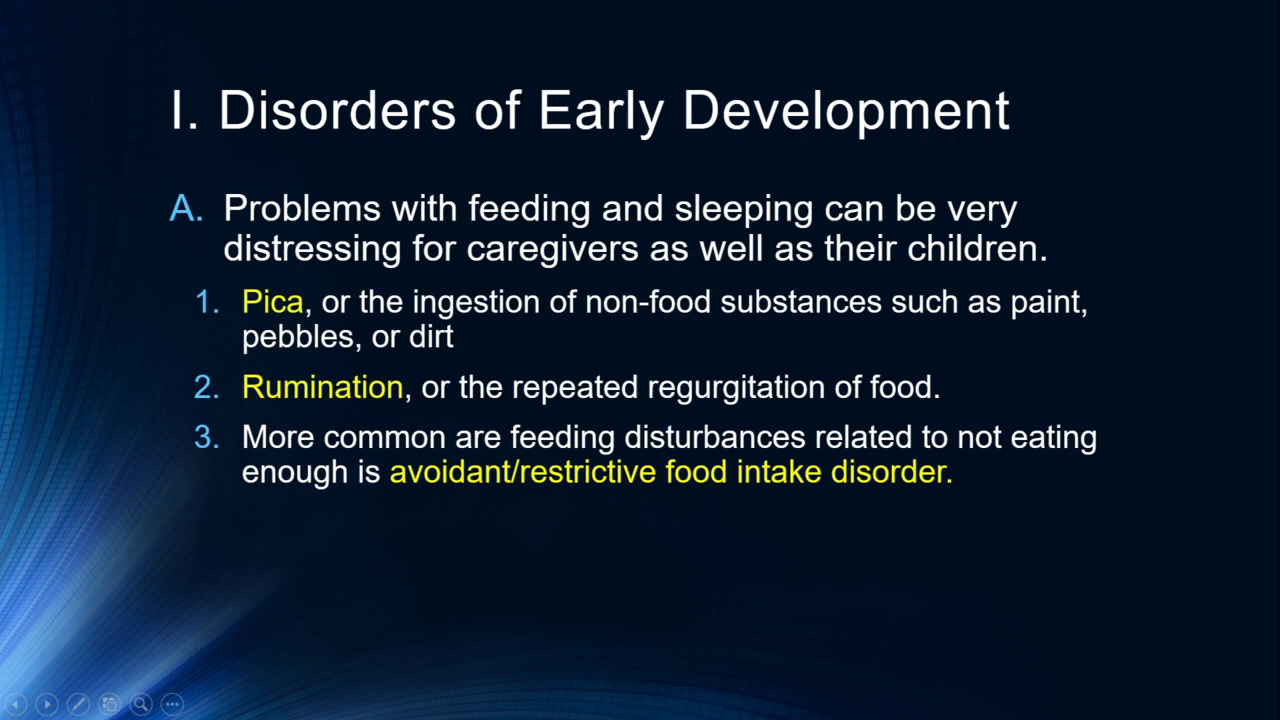 I. Disorders of Early Development
A. Problems with feeding and sleeping can be very
distressing for caregivers as well as their children.
1. Pica, or the ingestion of non-food substances such as paint,
pebbles, or dirt
2. Rumination, or the repeated regurgitation of food.
3. More common are feeding disturbances related to not eating
enough is avoidant/restrictive food intake disorder.